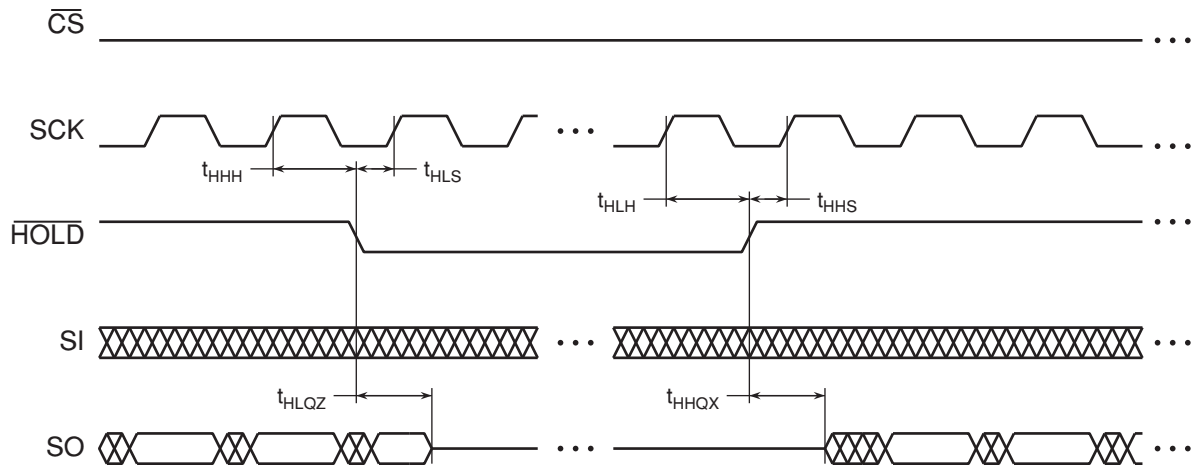 CS
SCK
tHHH
tHLS
tHLH
tHHS
HOLD
SI
tHLQZ
tHHQX
SO